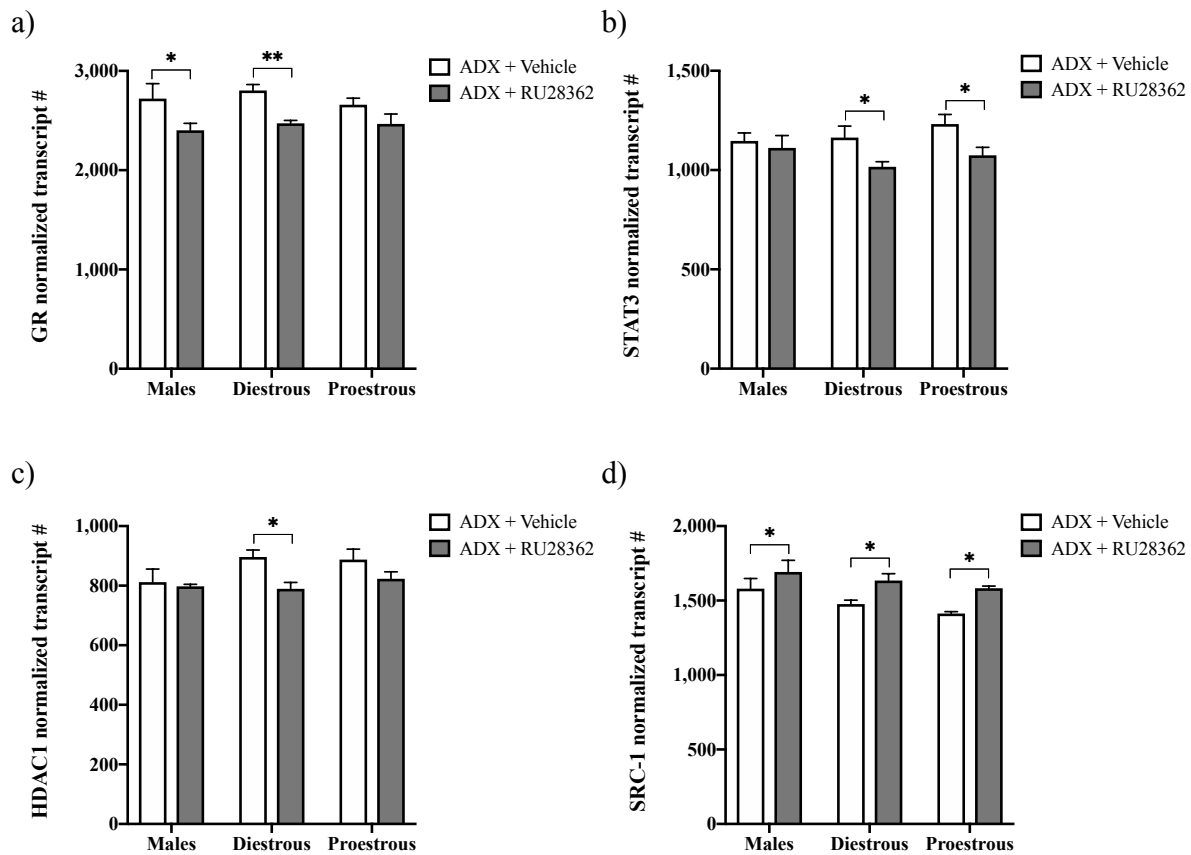 a)
GR normalized transcript #
3,000
2,000
1,000
0
* **
Males Diestrous Proestrous
ADX + Vehicle
ADX + RU28362
b)
STAT3 normalized transcript #
1,500
1,000
500
0
* *
Males Diestrous Proestrous
ADX + Vehicle
ADX + RU28362
c)
HDAC1 normalized transcript #
1,000
800
600
400
200
0
*
Males Diestrous Proestrous
ADX + Vehicle
ADX + RU28362
d)
SRC-1 normalized transcript #
2,000
1,500
1,000
500
0
* * *
Males Diestrous Proestrous
ADX + Vehicle
ADX + RU28362